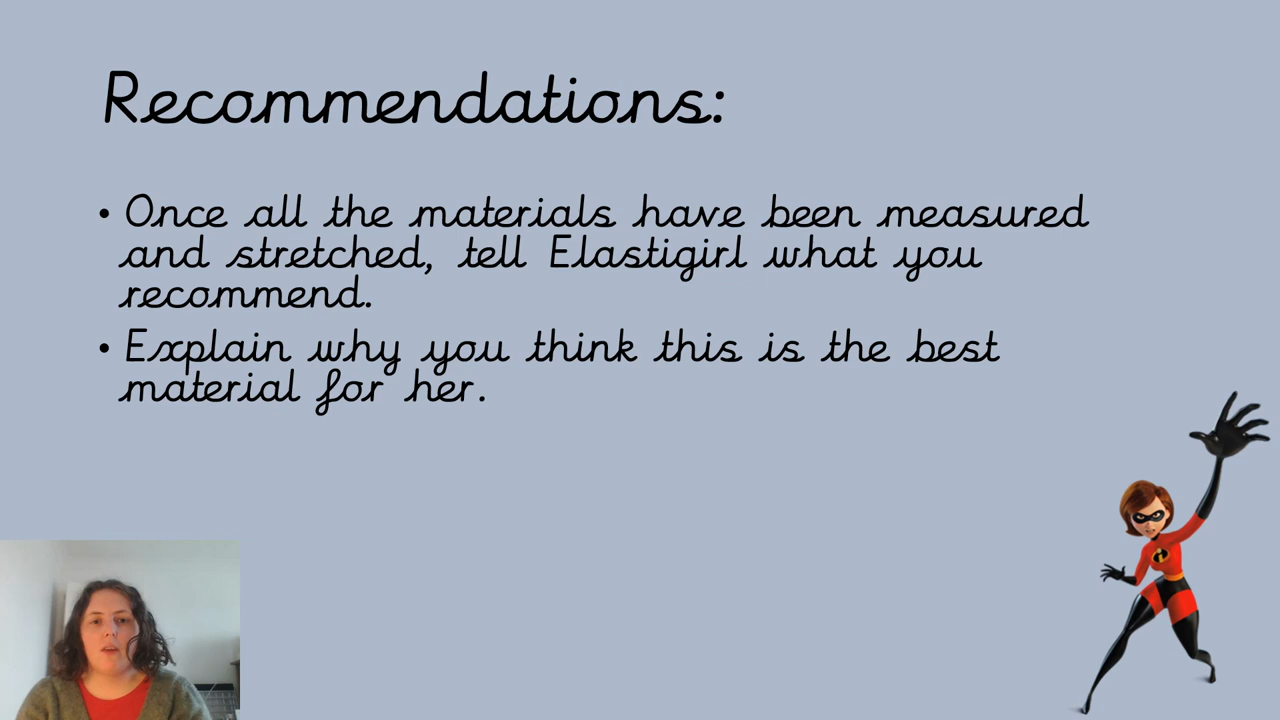 Recommendations:
• Once all the materials have been measured
and stretched, tell Elastigirl what you
recommend.
• Explain why you think this is the best
material for her.